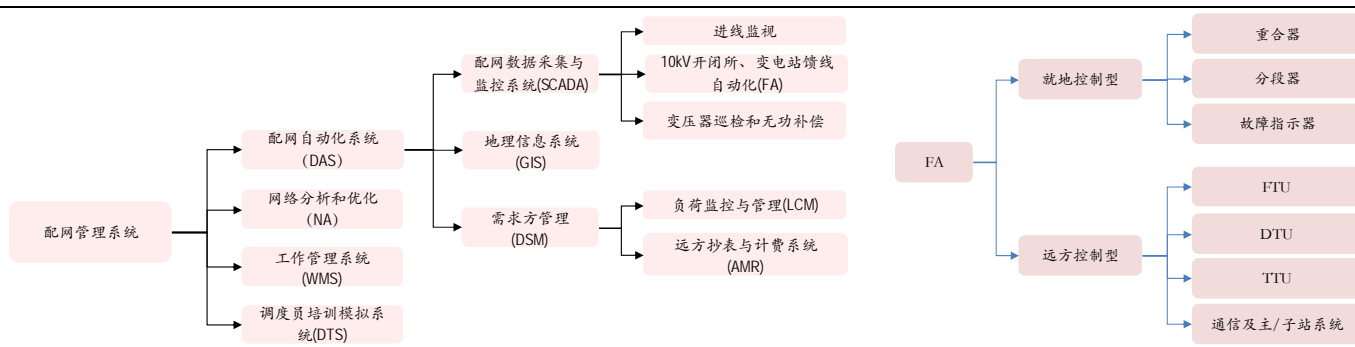 配网管理系统
配网自动化系统
（DAS）
网络分析和优化
（NA）
工作管理系统
(WMS)
调度员培训模拟系
统(DTS)
配网数据采集与
监控系统(SCADA)
地理信息系统
(GIS)
需求方管理
(DSM)
进线监视
10kV开闭所、变电站馈线
自动化(FA)
变压器巡检和无功补偿
负荷监控与管理(LCM)
远方抄表与计费系统
(AMR)
FA
就地控制型
远方控制型
重合器
分段器
故障指示器
FTU
DTU
TTU
通信及主/子站系统